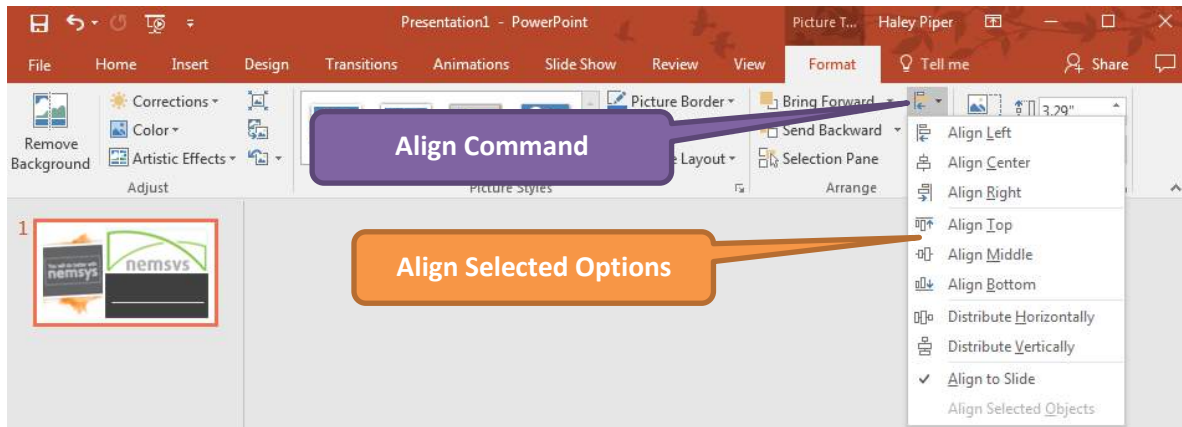 Presentation1 - PowerPoint
Picture T...
Haley Piper
File Home Insert Design Transitions Animations Slide Show Review View Format Tell me Share
Remove Background
Corrections
Color
Artistic Effects
Adjust
Picture Border
Layout
Picture Styles
Bring Forward
Send Backward
Selection Pane
Arrange
3.29"
Align Command
Align Selected Options
Align Left
Align Center
Align Right
Align Top
Align Middle
Align Bottom
Distribute Horizontally
Distribute Vertically
Align to Slide
Align Selected Objects
1
nemsys
nemsys